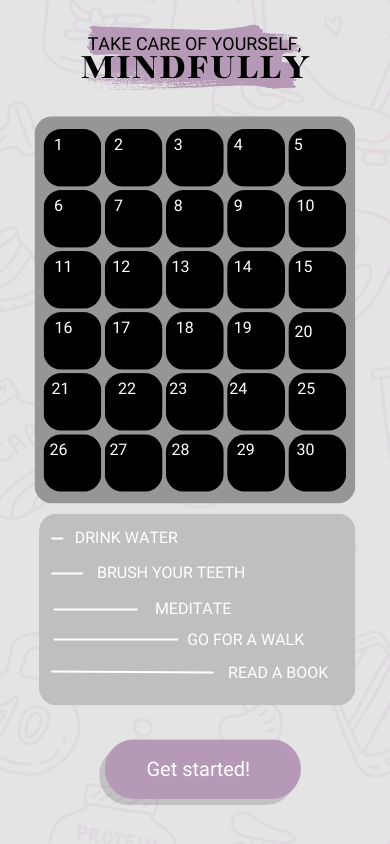 TAKE CARE OF YOURSELF,
MINDFULLY
1 2 3 4 5
6 7 8 9 10
11 12 13 14 15
16 17 18 19 20
21 22 23 24 25
26 27 28 29 30
DRINK WATER
BRUSH YOUR TEETH
MEDITATE
GO FOR A WALK
READ A BOOK
10
Get started!
PROTEIN